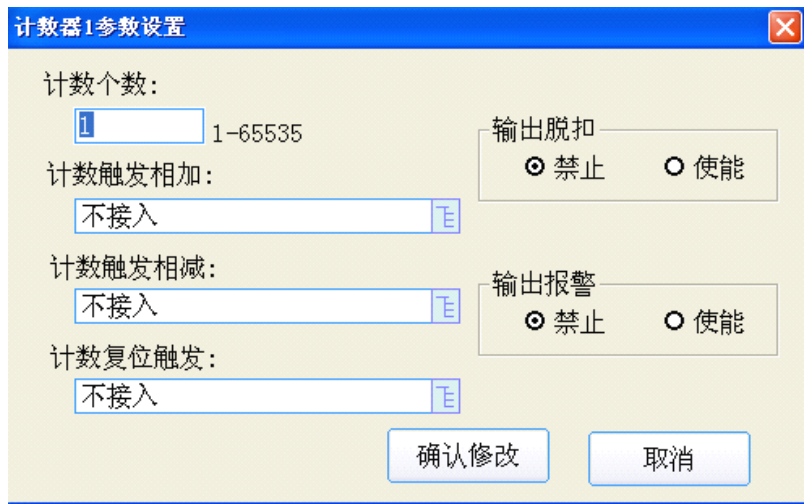 计数器1参数设置
计数个数:
1 1-65535
计数触发相加:
不接入
计数触发相减:
不接入
计数复位触发:
不接入
输出脱扣
禁止 使能
输出报警
禁止 使能
确认修改 取消